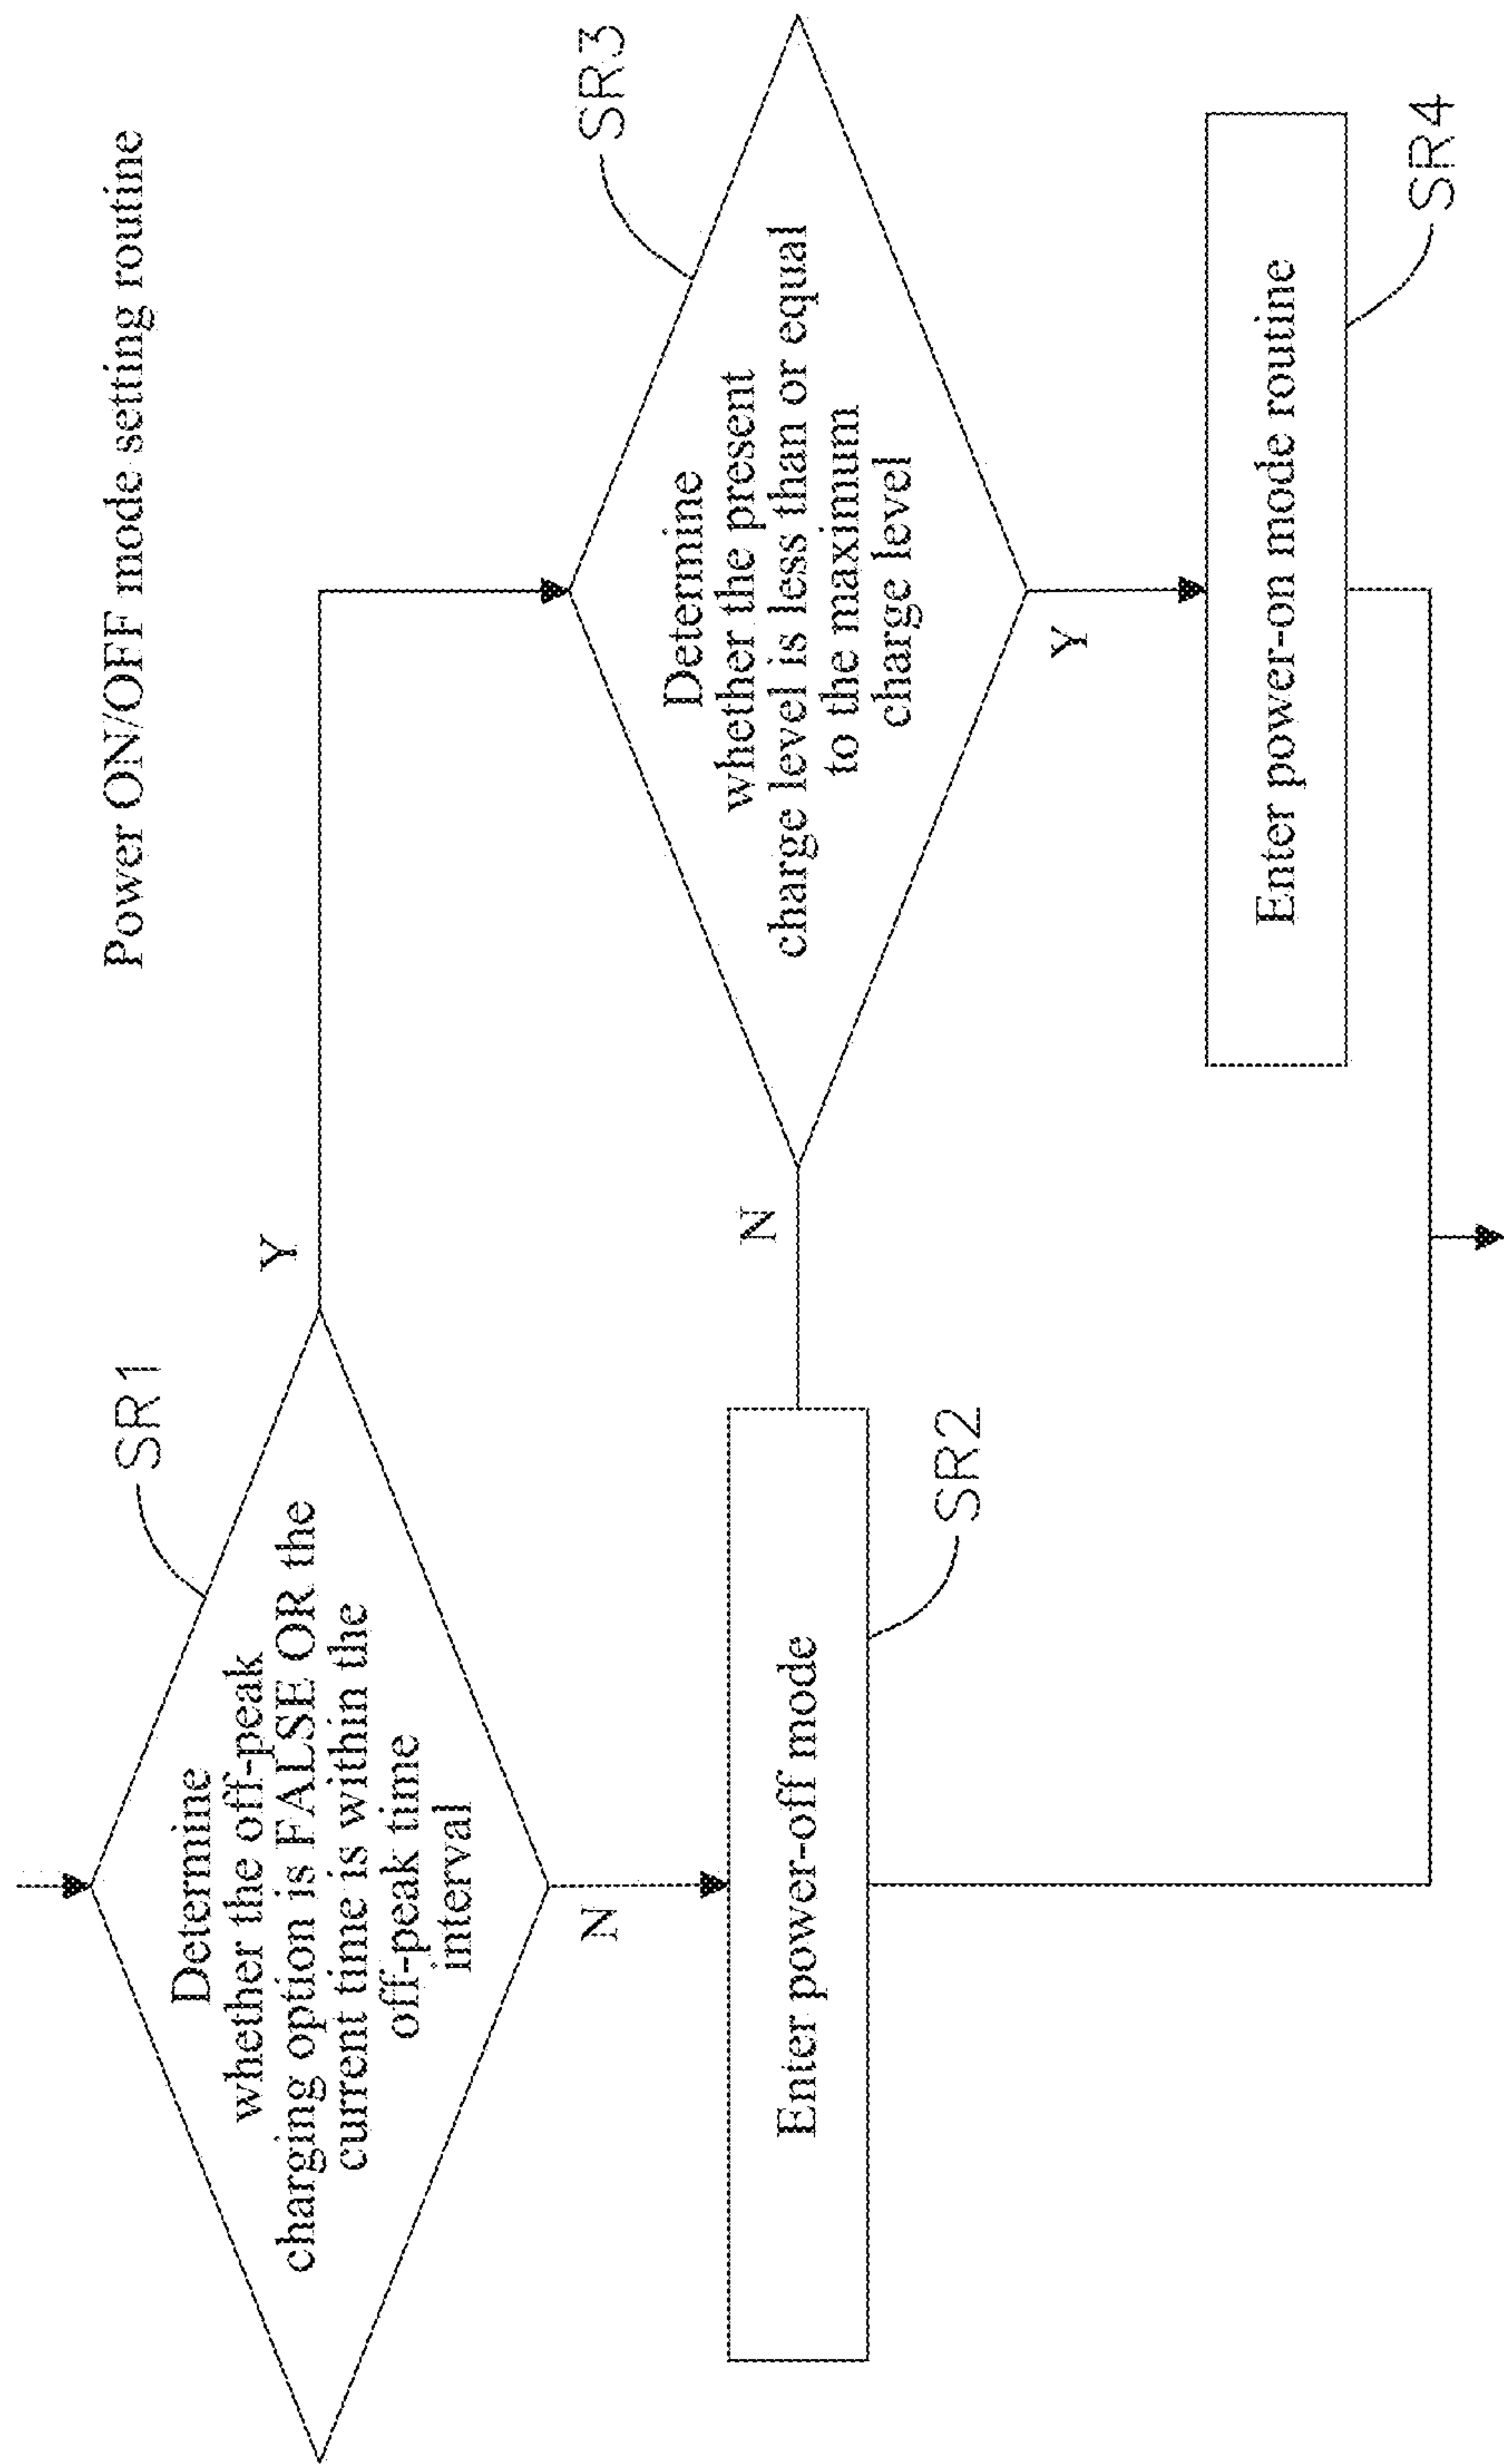 Power ON/OFF mode setting routine
SR1
Determine
whether the off-peak
charging option is FALSE OR the
current time is within the
off-peak time
interval
Y
N
Enter power-off mode
SR2
SR3
Determine
whether the present
charge level is less than or equal
to the maximum
charge level
N
Y
Enter power-on mode routine
SR4